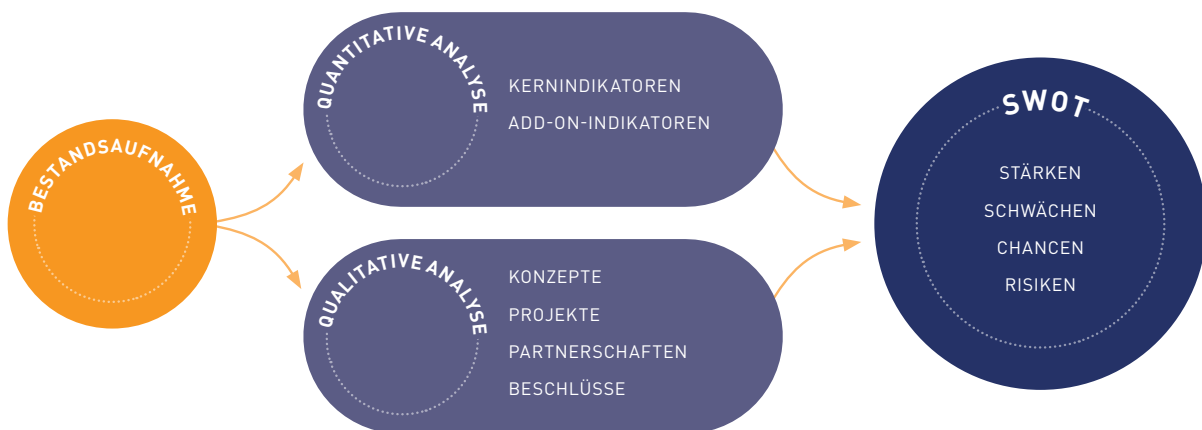 BESTANDSAUFNAHME
QUANTITATIVE ANALYSE
KERNINDIKATOREN
ADD-ON-INDIKATOREN
QUALITATIVE ANALYSE
KONZEPTE
PROJEKTE
PARTNERSCHAFTEN
BESCHLÜSSE
SWOT
STÄRKEN
SCHWÄCHEN
CHANCEN
RISIKEN